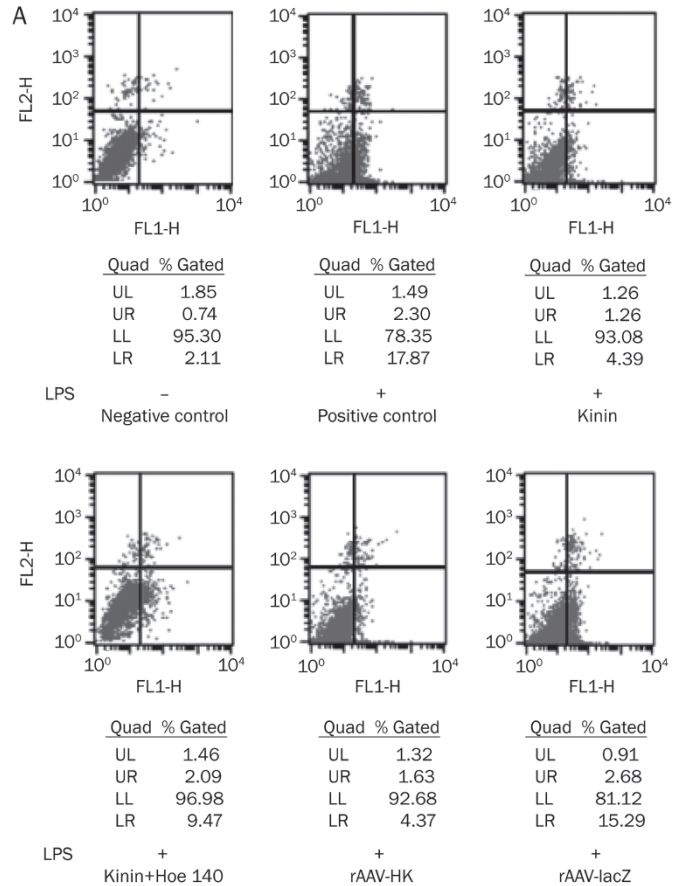 A
10⁴ 10⁴ 10⁴
10³ 10³ 10³
FL2-H
10² 10² 10²
10¹ 10¹ 10¹
10⁰ 10⁰ 10⁰
10⁰ 10⁴ 10⁰ 10⁴ 10⁰ 10⁴
FL1-H FL1-H FL1-H
Quad % Gated Quad % Gated Quad % Gated
UL 1.85 UL 1.49 UL 1.26
UR 0.74 UR 2.30 UR 1.26
LL 95.30 LL 78.35 LL 93.08
LR 2.11 LR 17.87 LR 4.39
LPS – + +
Negative control Positive control Kinin
10⁴ 10⁴ 10⁴
10³ 10³ 10³
FL2-H
10² 10² 10²
10¹ 10¹ 10¹
10⁰ 10⁰ 10⁰
10⁰ 10⁴ 10⁰ 10⁴ 10⁰ 10⁴
FL1-H FL1-H FL1-H
Quad % Gated Quad % Gated Quad % Gated
UL 1.46 UL 1.32 UL 0.91
UR 2.09 UR 1.63 UR 2.68
LL 96.98 LL 92.68 LL 81.12
LR 9.47 LR 4.37 LR 15.29
LPS + + +
Kinin+Hoe 140 rAAV-HK rAAV-lacZ